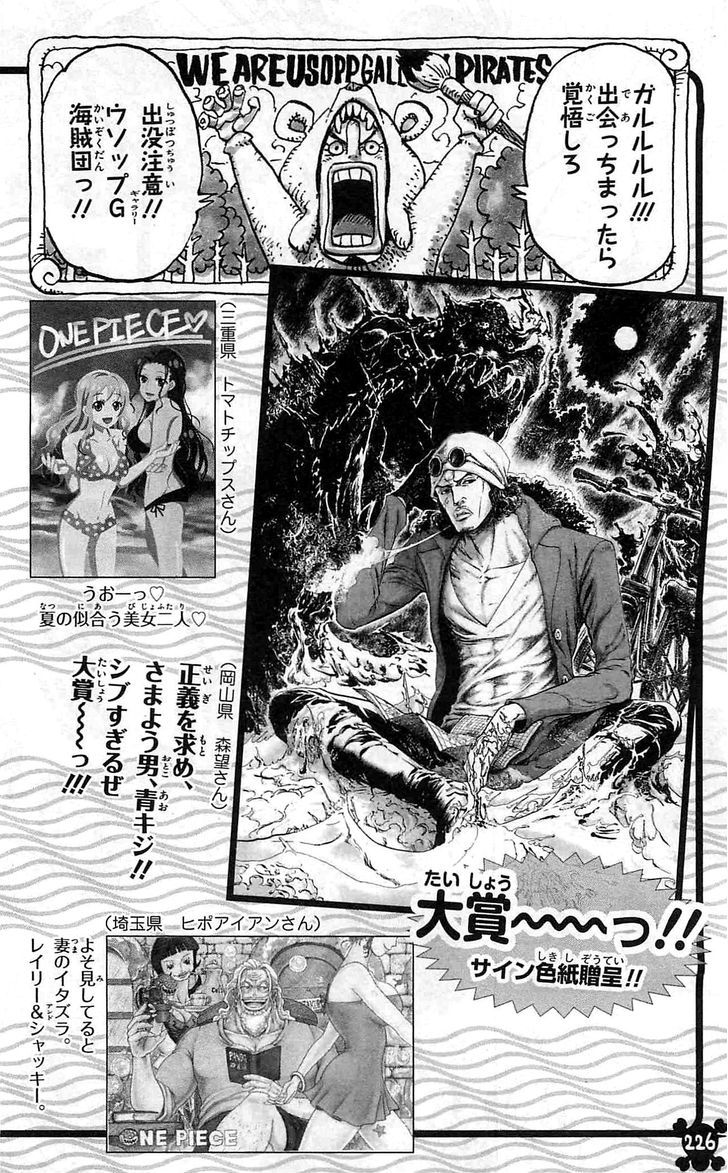 WE ARE USOPP GALL PIRATES
ガルルルル!!!
出会っちまったら
覚悟しろ
出没注意!!
ウソップG
海賊団っ!!
ONE PIECE♡
(三重県 トマトチップスさん)
うおーっ♡
夏の似合う美女二人♡
(岡山県 森望さん)
正義を求め、
さまよう男、青キジ!!
シブすぎるぜ
大賞〜〜〜っ!!!
大賞〜〜〜っ!!
サイン色紙贈呈!!
(埼玉県 ヒポアイアンさん)
よそ見してると
妻のイタズラ。
レイリー&シャッキー。
ONE PIECE
226